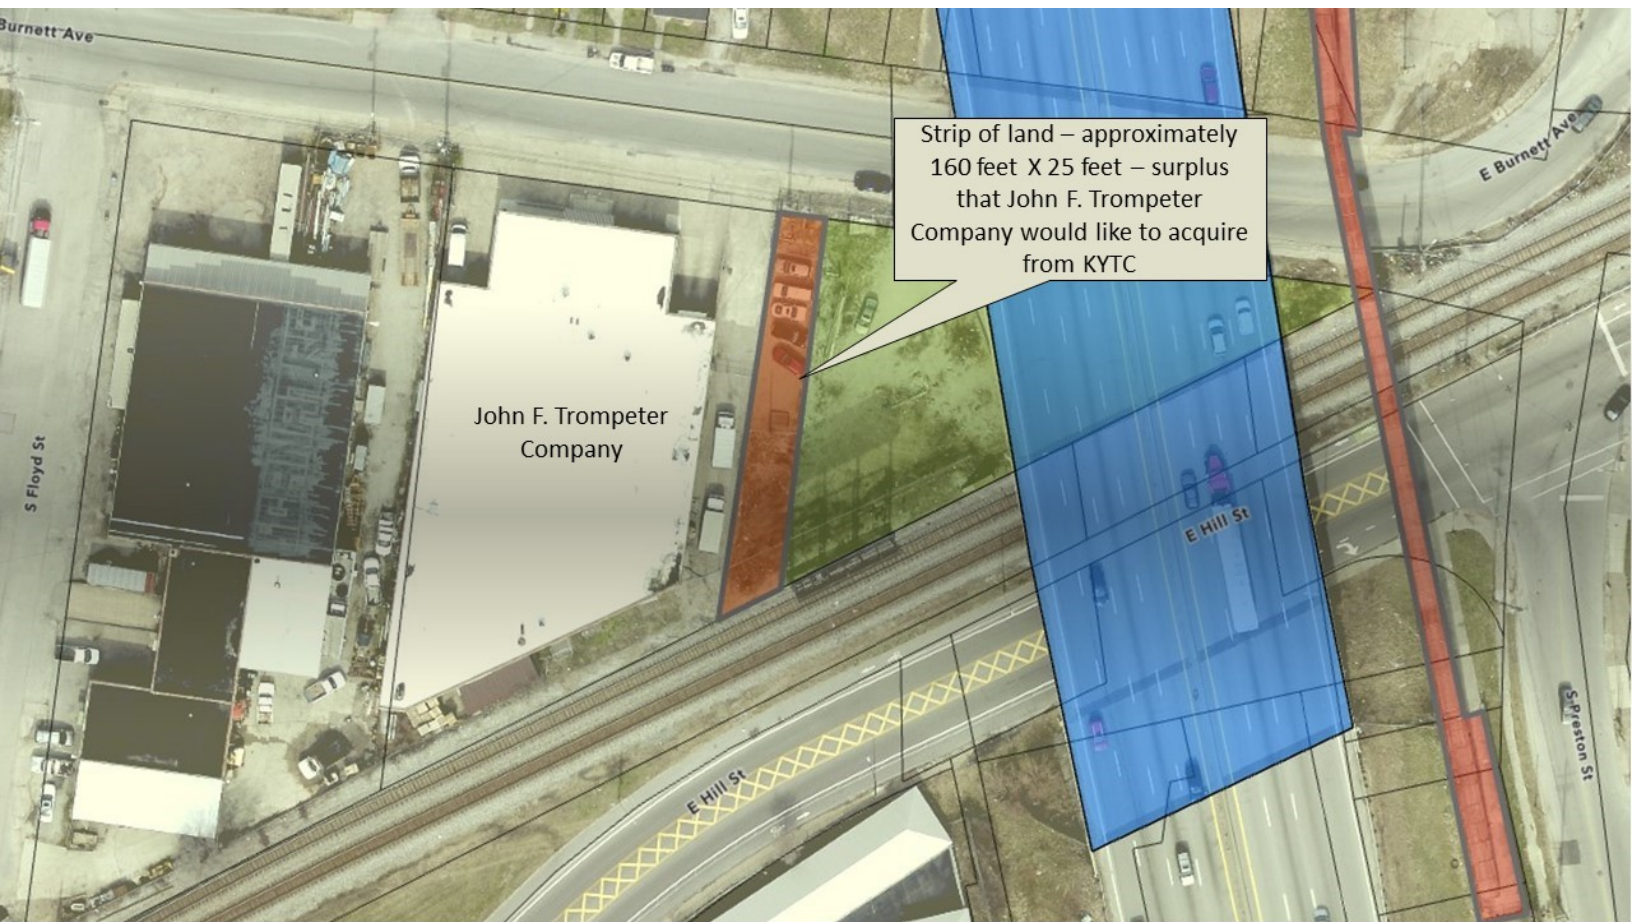 Burnett Ave
Strip of land – approximately
160 feet X 25 feet – surplus
that John F. Trompeter
Company would like to acquire
from KYTC
E Burnett Ave
John F. Trompeter
Company
S Floyd St
E Hill St
E Hill St
S Preston St